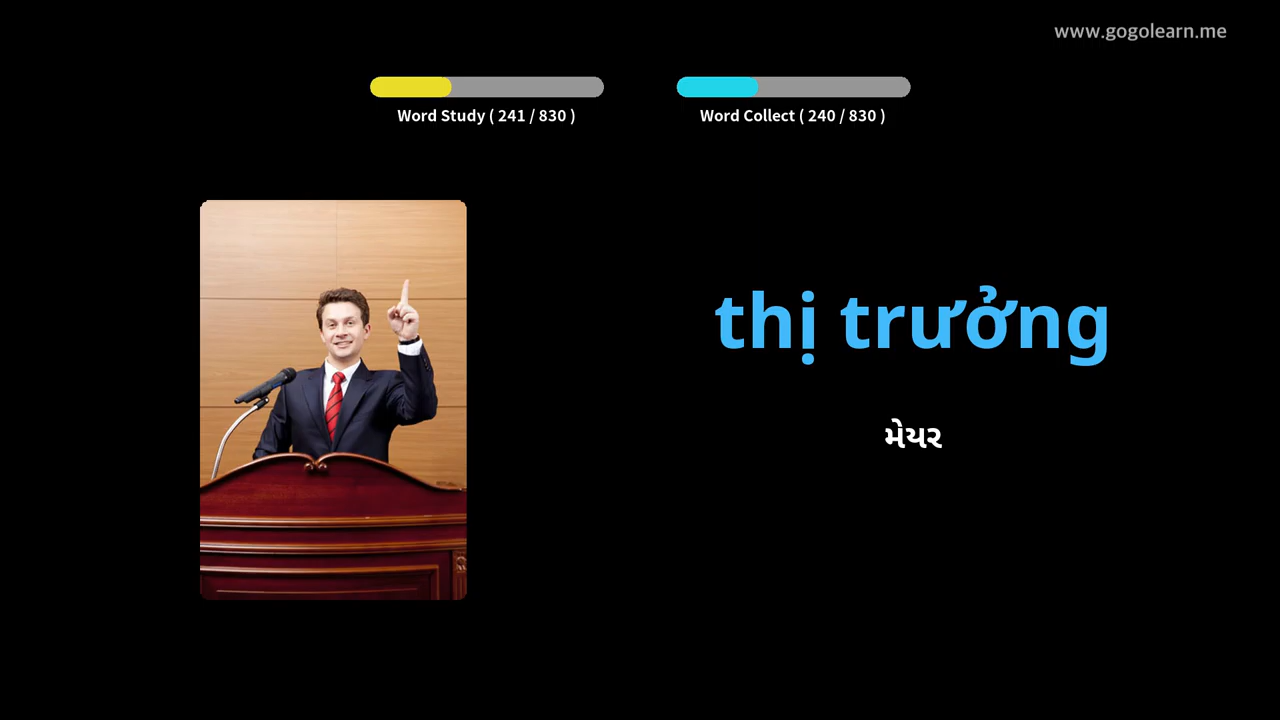 www.gogolearn.me
Word Study ( 241 / 830 )
Word Collect ( 240 / 830 )
thị trưởng
મેયર